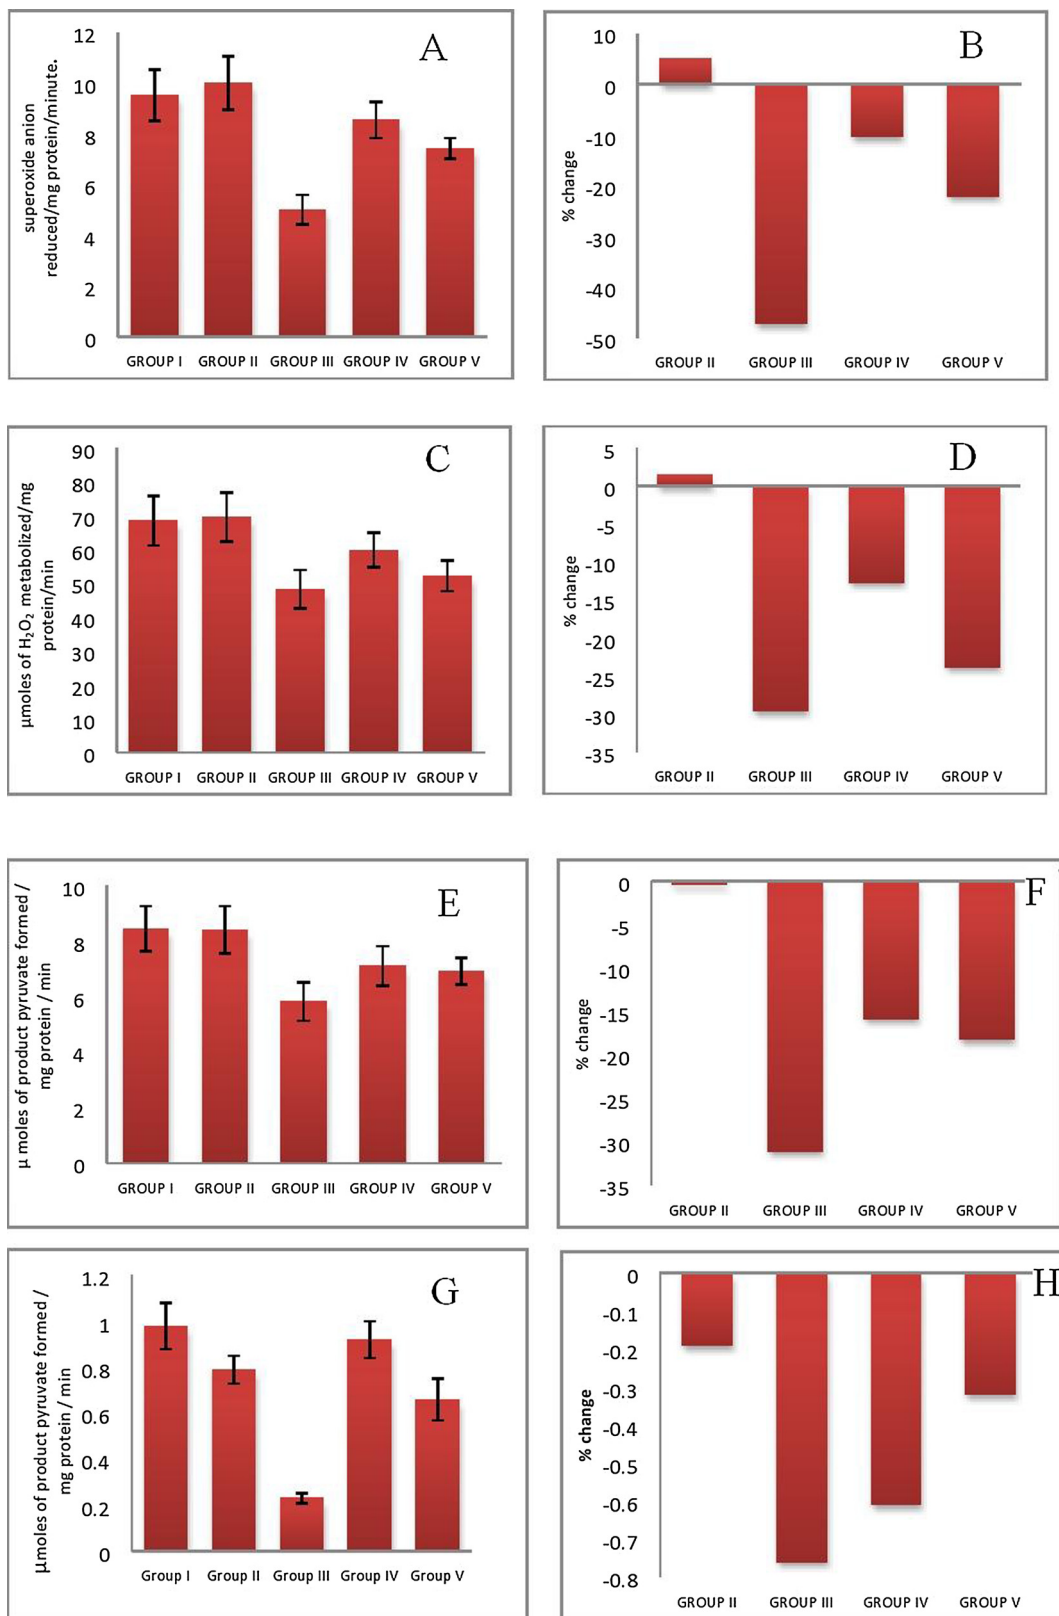 A
superoxide anion
reduced/mg protein/minute.
12
10
8
6
4
2
0
GROUP I GROUP II GROUP III GROUP IV GROUP V
B
% change
10
0
-10
-20
-30
-40
-50
GROUP II GROUP III GROUP IV GROUP V
C
µmoles of H₂O₂ metabolized/mg
protein/min
90
80
70
60
50
40
30
20
10
0
GROUP I GROUP II GROUP III GROUP IV GROUP V
D
% change
5
0
-5
-10
-15
-20
-25
-30
-35
GROUP II GROUP III GROUP IV GROUP V
E
µ moles of product pyruvate formed /
mg protein / min
10
8
6
4
2
0
GROUP I GROUP II GROUP III GROUP IV GROUP V
F
% change
0
-5
-10
-15
-20
-25
-30
-35
GROUP II GROUP III GROUP IV GROUP V
G
µmoles of product pyruvate formed /
mg protein / min
1.2
1
0.8
0.6
0.4
0.2
0
Group I Group II Group III Group IV Group V
H
% change
0
-0.1
-0.2
-0.3
-0.4
-0.5
-0.6
-0.7
-0.8
GROUP II GROUP III GROUP IV GROUP V